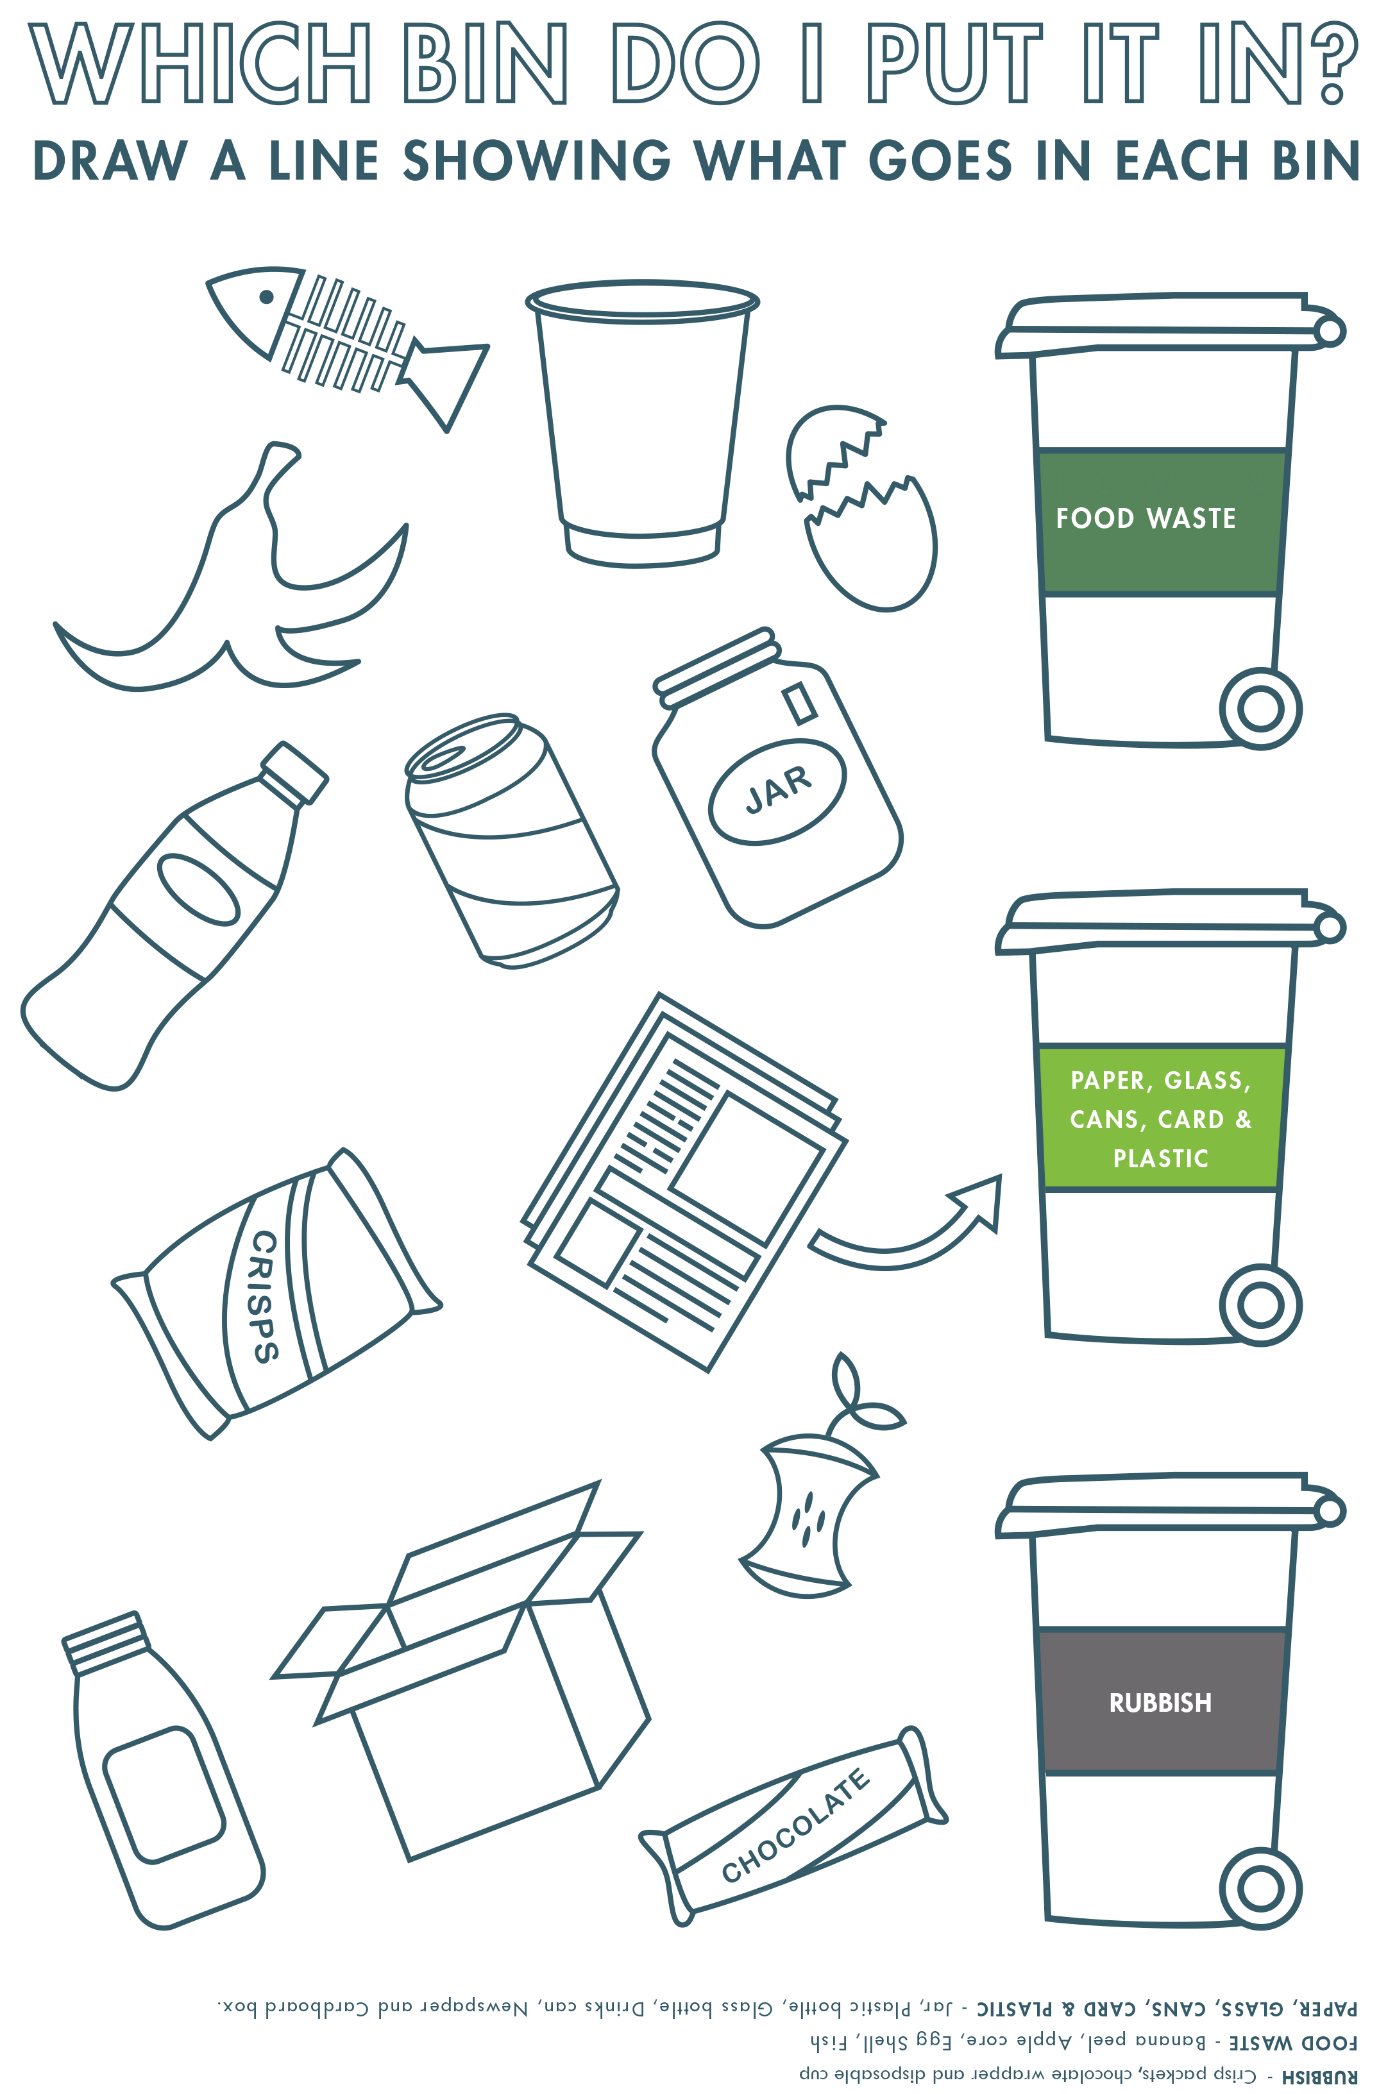 WHICH BIN DO I PUT IT IN?
DRAW A LINE SHOWING WHAT GOES IN EACH BIN
FOOD WASTE
JAR
PAPER, GLASS,
CANS, CARD &
PLASTIC
CRISPS
RUBBISH
CHOCOLATE
RUBBISH - Crisp packets, chocolate wrapper and disposable cup
FOOD WASTE - Banana peel, Apple core, Egg Shell, Fish
PAPER, GLASS, CANS, CARD & PLASTIC - Jar, Plastic bottle, Glass bottle, Drinks can, Newspaper and Cardboard box.